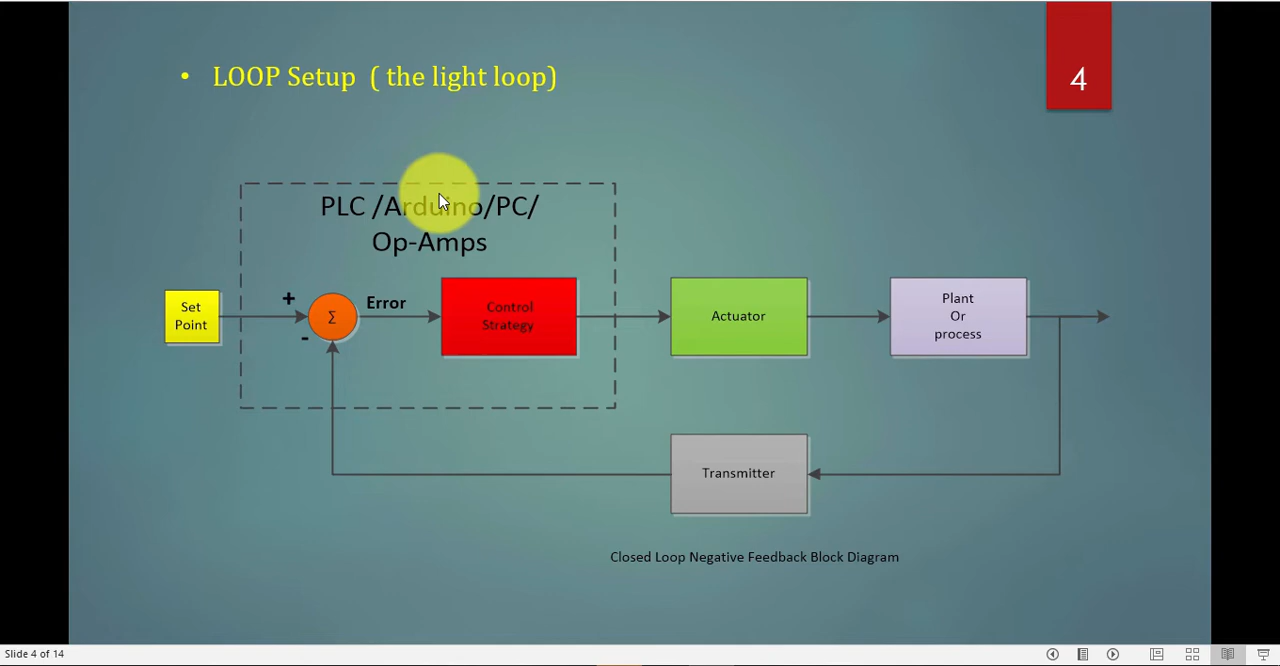 • LOOP Setup ( the light loop)
4
PLC /Arduino/PC/
Op-Amps
Set
Point
+
-
Σ
Error
Control
Strategy
Actuator
Plant
Or
process
Transmitter
Closed Loop Negative Feedback Block Diagram
Slide 4 of 14